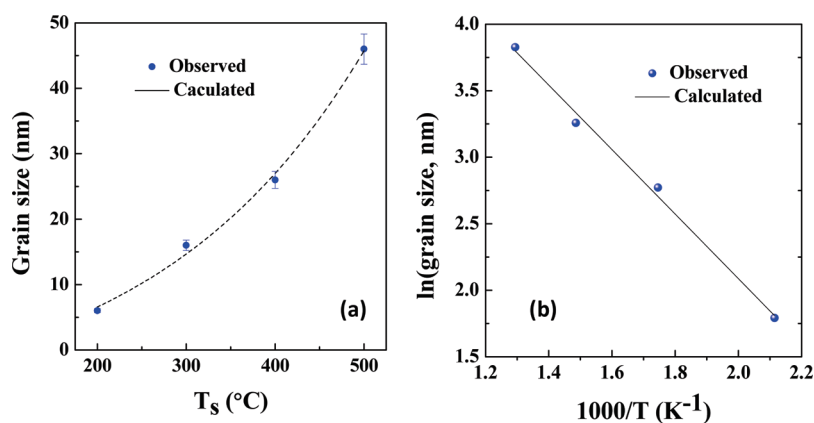 50
40
30
20
10
0
Grain size (nm)
Observed
Caculated
(a)
200 300 400 500
Ts (°C)
4.0
3.5
3.0
2.5
2.0
1.5
ln(grain size, nm)
Observed
Calculated
(b)
1.2 1.4 1.6 1.8 2.0 2.2
1000/T (K-1)